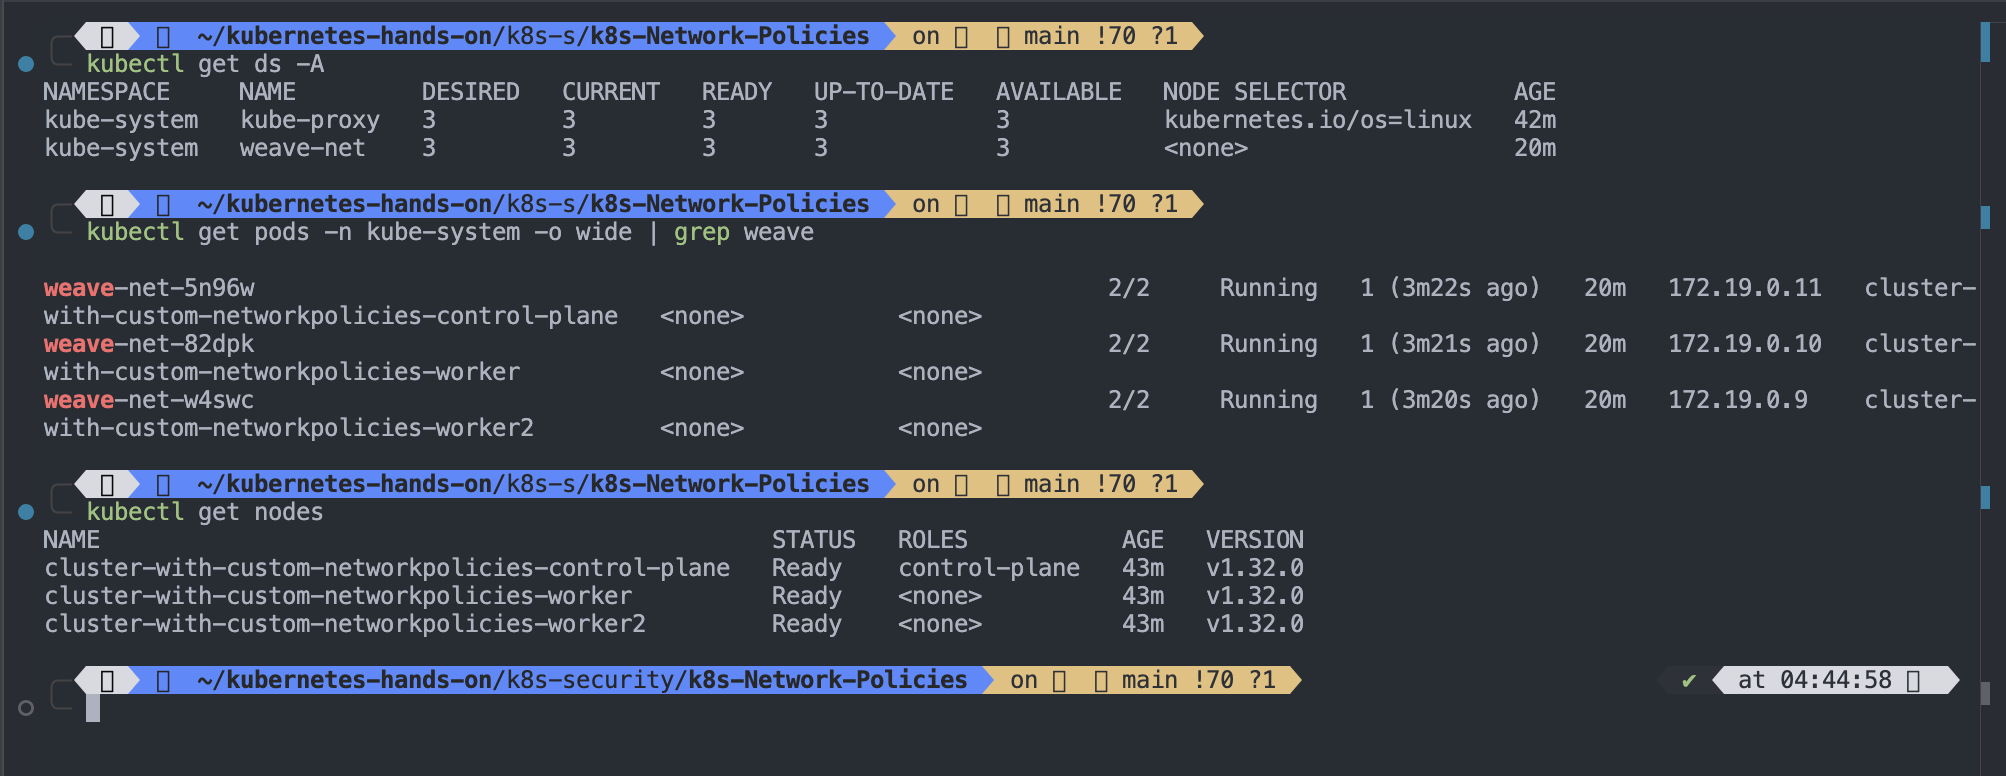 ~/kubernetes-hands-on/k8s-s/k8s-Network-Policies on main !70 ?1
kubectl get ds -A
NAMESPACE NAME DESIRED CURRENT READY UP-TO-DATE AVAILABLE NODE SELECTOR AGE
kube-system kube-proxy 3 3 3 3 3 kubernetes.io/os=linux 42m
kube-system weave-net 3 3 3 3 3 <none> 20m
~/kubernetes-hands-on/k8s-s/k8s-Network-Policies on main !70 ?1
kubectl get pods -n kube-system -o wide | grep weave
weave-net-5n96w 2/2 Running 1 (3m22s ago) 20m 172.19.0.11 cluster-
with-custom-networkpolicies-control-plane <none> <none>
weave-net-82dpk 2/2 Running 1 (3m21s ago) 20m 172.19.0.10 cluster-
with-custom-networkpolicies-worker <none> <none>
weave-net-w4swc 2/2 Running 1 (3m20s ago) 20m 172.19.0.9 cluster-
with-custom-networkpolicies-worker2 <none> <none>
~/kubernetes-hands-on/k8s-s/k8s-Network-Policies on main !70 ?1
kubectl get nodes
NAME STATUS ROLES AGE VERSION
cluster-with-custom-networkpolicies-control-plane Ready control-plane 43m v1.32.0
cluster-with-custom-networkpolicies-worker Ready <none> 43m v1.32.0
cluster-with-custom-networkpolicies-worker2 Ready <none> 43m v1.32.0
~/kubernetes-hands-on/k8s-security/k8s-Network-Policies on main !70 ?1 ✔ at 04:44:58